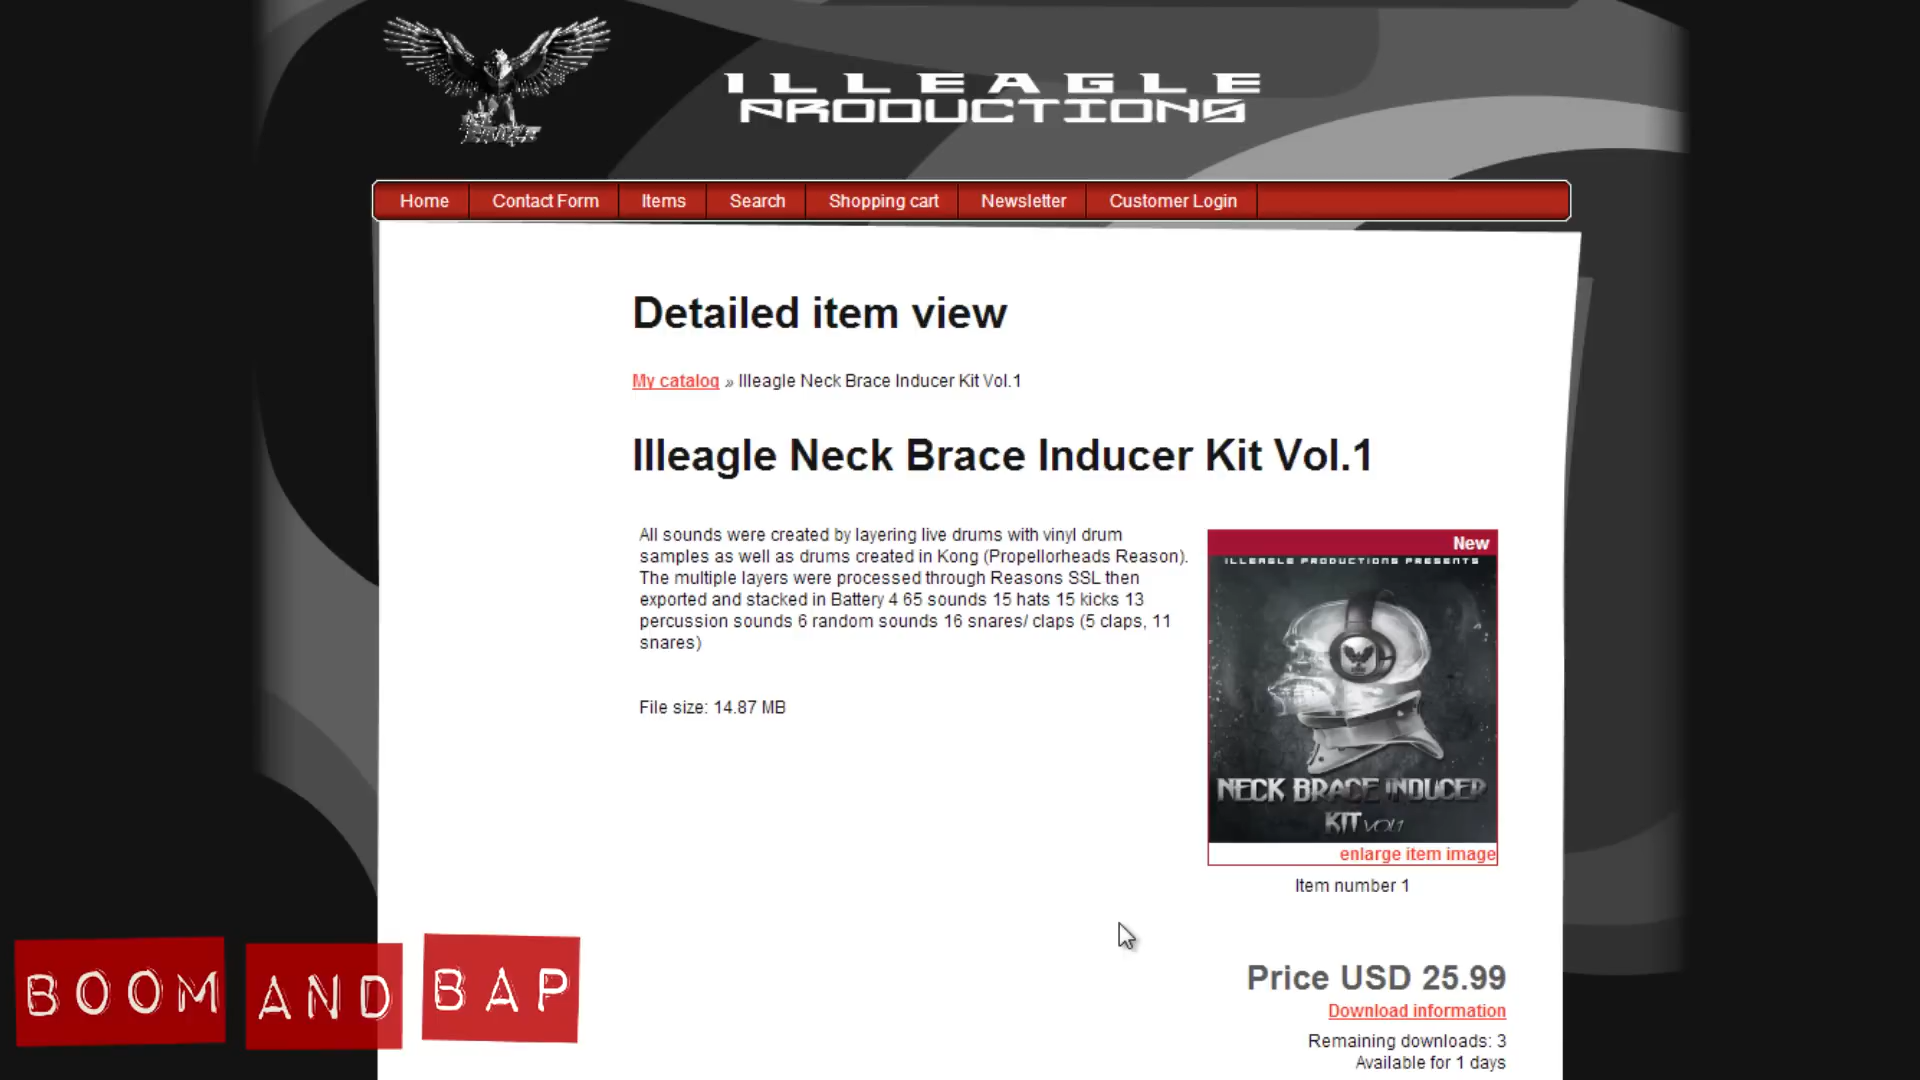 ILLEAGLE
PRODUCTIONS
Home
Contact Form
Items
Search
Shopping cart
Newsletter
Customer Login
Detailed item view
My catalog » Illeagle Neck Brace Inducer Kit Vol.1
Illeagle Neck Brace Inducer Kit Vol.1
All sounds were created by layering live drums with vinyl drum
samples as well as drums created in Kong (Propellorheads Reason).
The multiple layers were processed through Reasons SSL then
exported and stacked in Battery 4 65 sounds 15 hats 15 kicks 13
percussion sounds 6 random sounds 16 snares/ claps (5 claps, 11
snares)
File size: 14.87 MB
New
ILLEAGLE PRODUCTIONS PRESENTS
NECK BRACE INDUCER
KIT VOL1
enlarge item image
Item number 1
Price USD 25.99
Download information
Remaining downloads: 3
Available for 1 days
BOOM AND BAP